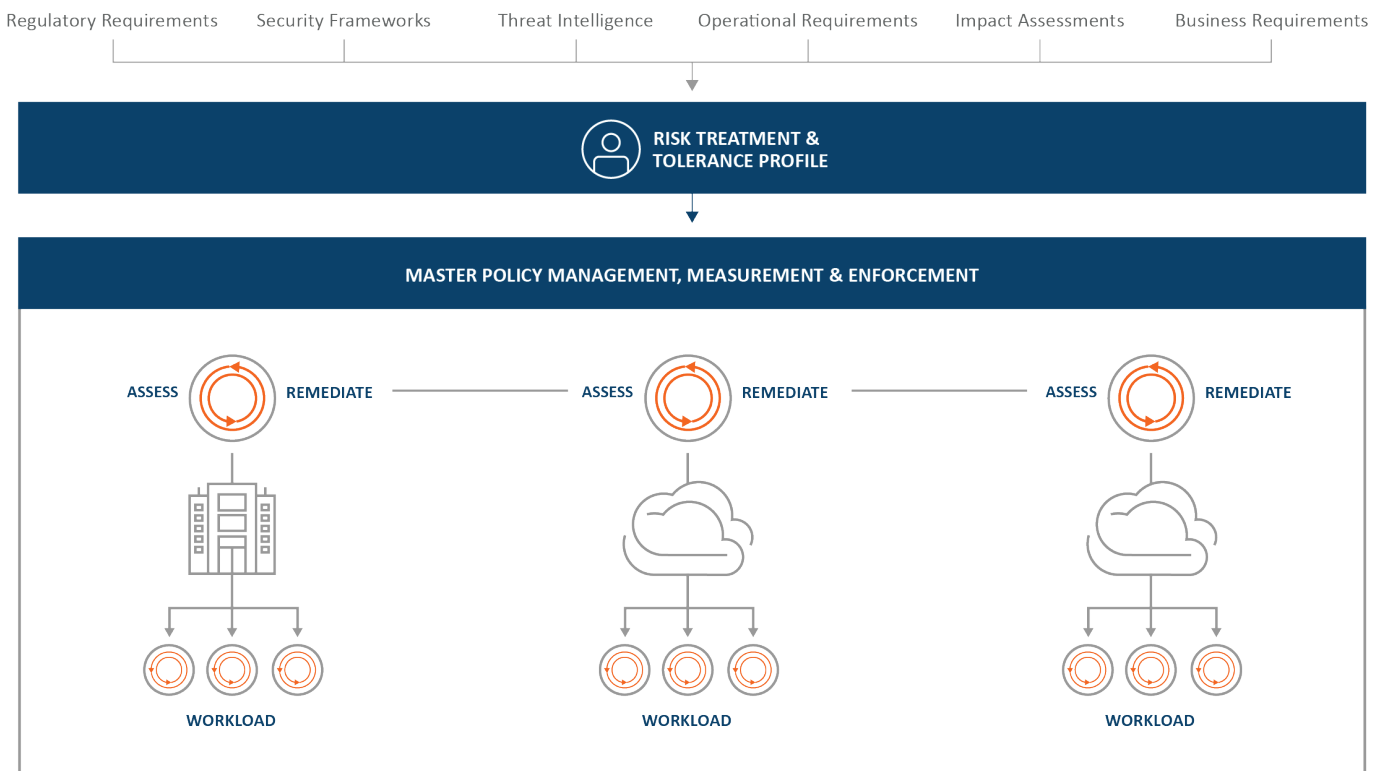 Regulatory Requirements
Security Frameworks
Threat Intelligence
Operational Requirements
Impact Assessments
Business Requirements
RISK TREATMENT &
TOLERANCE PROFILE
MASTER POLICY MANAGEMENT, MEASUREMENT & ENFORCEMENT
ASSESS
REMEDIATE
ASSESS
REMEDIATE
ASSESS
REMEDIATE
WORKLOAD
WORKLOAD
WORKLOAD